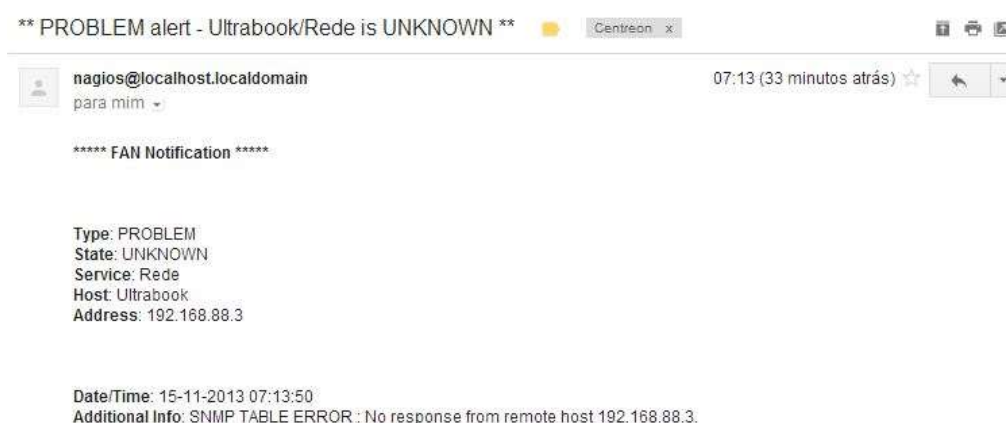 ** PROBLEM alert - Ultrabook/Rede is UNKNOWN ** Centreon x
nagios@localhost.localdomain 07:13 (33 minutos atrás)
para mim
***** FAN Notification *****
Type: PROBLEM
State: UNKNOWN
Service: Rede
Host: Ultrabook
Address: 192.168.88.3
Date/Time: 15-11-2013 07:13:50
Additional Info: SNMP TABLE ERROR : No response from remote host 192.168.88.3.